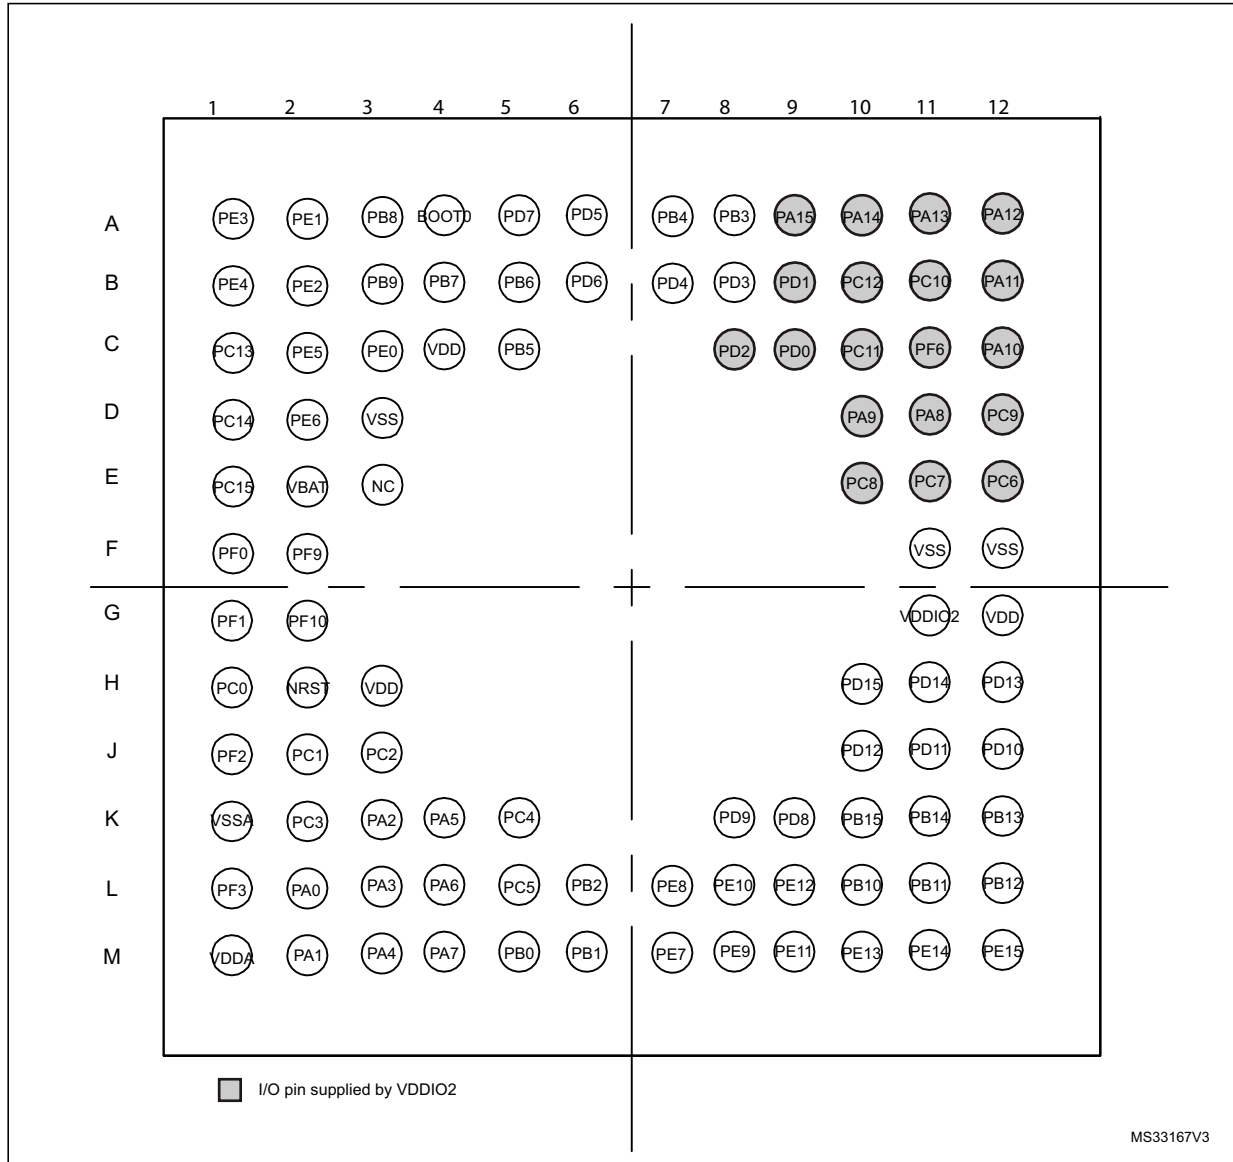 1 2 3 4 5 6 7 8 9 10 11 12
A PE3 PE1 PB8 BOOT0 PD7 PD5 PB4 PB3 PA15 PA14 PA13 PA12
B PE4 PE2 PB9 PB7 PB6 PD6 PD4 PD3 PD1 PC12 PC10 PA11
C PC13 PE5 PE0 VDD PB5 PD2 PD0 PC11 PF6 PA10
D PC14 PE6 VSS PA9 PA8 PC9
E PC15 VBAT NC PC8 PC7 PC6
F PF0 PF9 VSS VSS
G PF1 PF10 VDDIO2 VDD
H PC0 NRST VDD PD15 PD14 PD13
J PF2 PC1 PC2 PD12 PD11 PD10
K VSSA PC3 PA2 PA5 PC4 PD9 PD8 PB15 PB14 PB13
L PF3 PA0 PA3 PA6 PC5 PB2 PE8 PE10 PE12 PB10 PB11 PB12
M VDDA PA1 PA4 PA7 PB0 PB1 PE7 PE9 PE11 PE13 PE14 PE15
I/O pin supplied by VDDIO2
MS33167V3